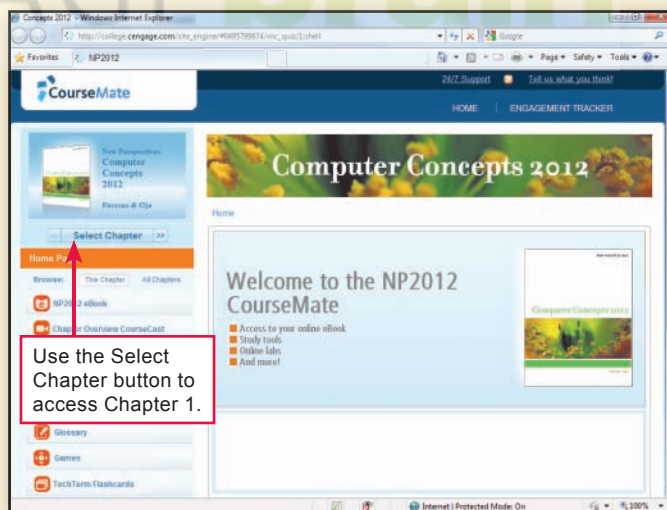 Concepts 2012 - Windows Internet Explorer
http://college.cengage.com/site_engine/#0495799874/mc_quiz/1.shell
Google
Favorites NP2012
Page Safety Tools
CourseMate
24/7 Support Tell us what you think!
HOME | ENGAGEMENT TRACKER
New Perspectives
Computer
Concepts
2012
Parsons & Oja
Select Chapter >>
Computer Concepts 2012
Home
Home Pa
Browse: This Chapter All Chapters
NP2012 eBook
Chapter Overview CourseCast
Use the Select
Chapter button to
access Chapter 1.
Glossary
Games
TechTerm Flashcards
Welcome to the NP2012
CourseMate
Access to your online eBook
Study tools
Online labs
And more!
Computer Concepts 2012
Internet | Protected Mode: On
100%